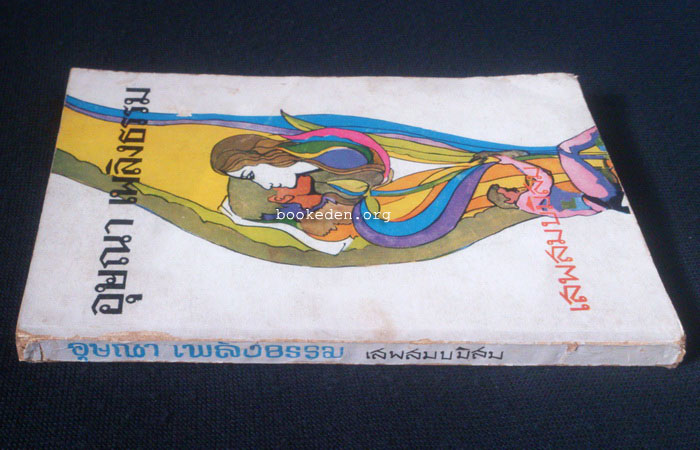 อุษณา เพลิงธรรม
bookeden.org
เสพสมบ่มิสม
อุษณา เพลิงธรรม เสพสมบ่มิสม